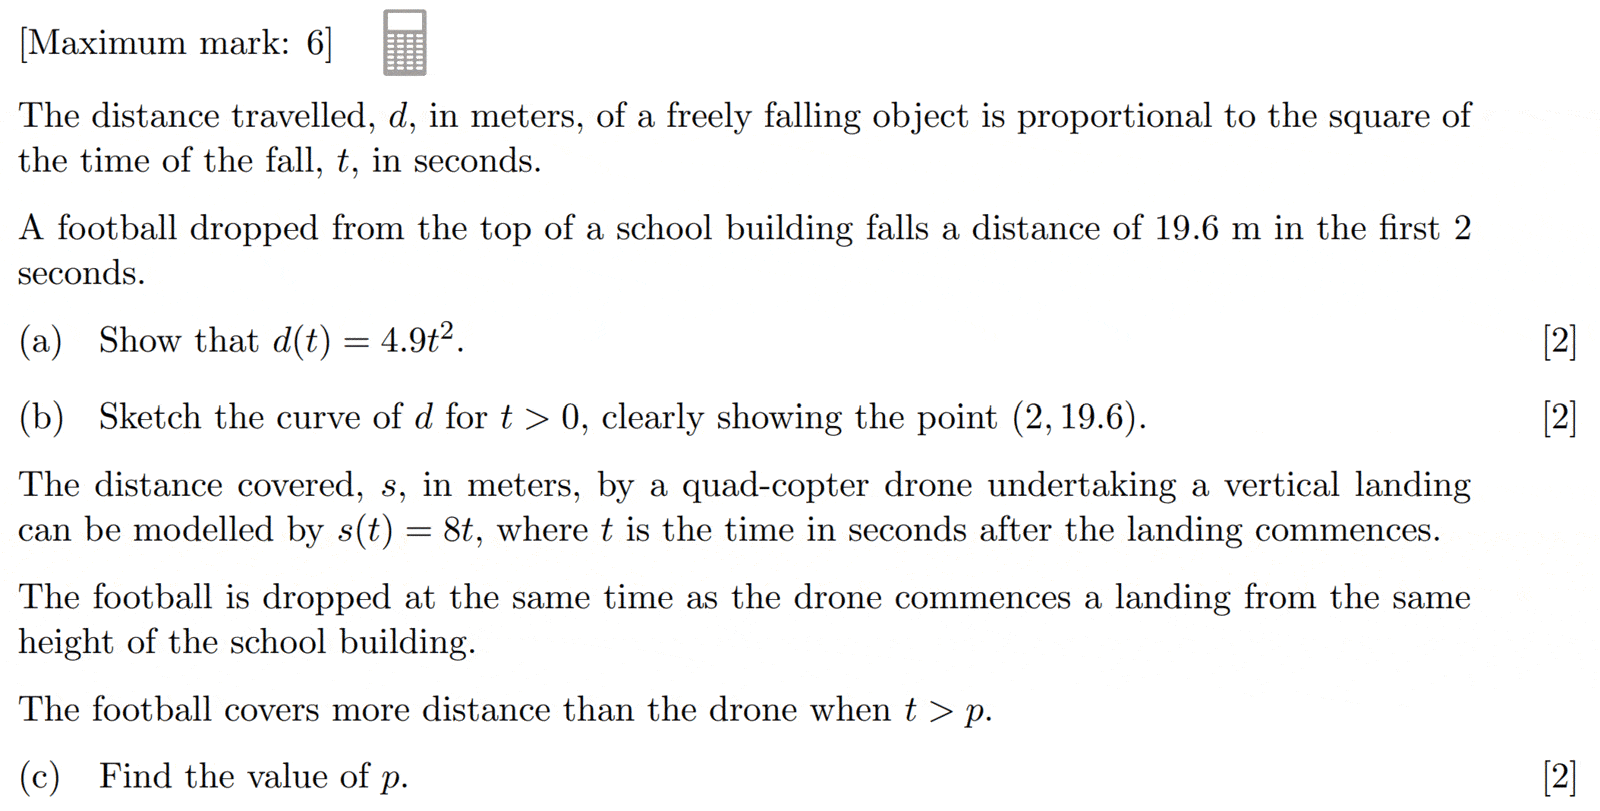 [Maximum mark: 6]
The distance travelled, d, in meters, of a freely falling object is proportional to the square of
the time of the fall, t, in seconds.
A football dropped from the top of a school building falls a distance of 19.6 m in the first 2
seconds.
(a) Show that d(t) = 4.9t². [2]
(b) Sketch the curve of d for t > 0, clearly showing the point (2, 19.6). [2]
The distance covered, s, in meters, by a quad-copter drone undertaking a vertical landing
can be modelled by s(t) = 8t, where t is the time in seconds after the landing commences.
The football is dropped at the same time as the drone commences a landing from the same
height of the school building.
The football covers more distance than the drone when t > p.
(c) Find the value of p. [2]